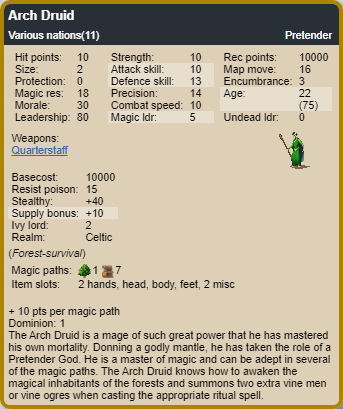 Arch Druid
Various nations(11) Pretender
Hit points: 10 Strength: 10 Rec points: 10000
Size: 2 Attack skill: 10 Map move: 16
Protection: 0 Defence skill: 13 Encumbrance: 3
Magic res: 18 Precision: 14 Age: 22
Morale: 30 Combat speed: 10 (75)
Leadership: 80 Magic ldr: 5 Undead ldr: 0
Weapons:
Quarterstaff
Basecost: 10000
Resist poison: 15
Stealthy: +40
Supply bonus: +10
Ivy lord: 2
Realm: Celtic
(Forest-survival)
Magic paths: 1 7
Item slots: 2 hands, head, body, feet, 2 misc
+ 10 pts per magic path
Dominion: 1
The Arch Druid is a mage of such great power that he has mastered
his own mortality. Donning a godly mantle, he has taken the role of a
Pretender God. He is a master of magic and can be adept in several
of the magic paths. The Arch Druid knows how to awaken the
magical inhabitants of the forests and summons two extra vine men
or vine ogres when casting the appropriate ritual spell.